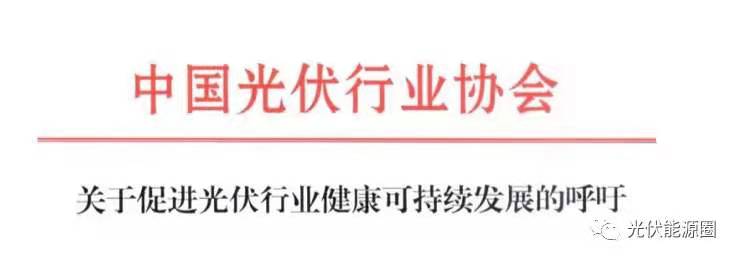 中国光伏行业协会
关于促进光伏行业健康可持续发展的呼吁
光伏能源圈